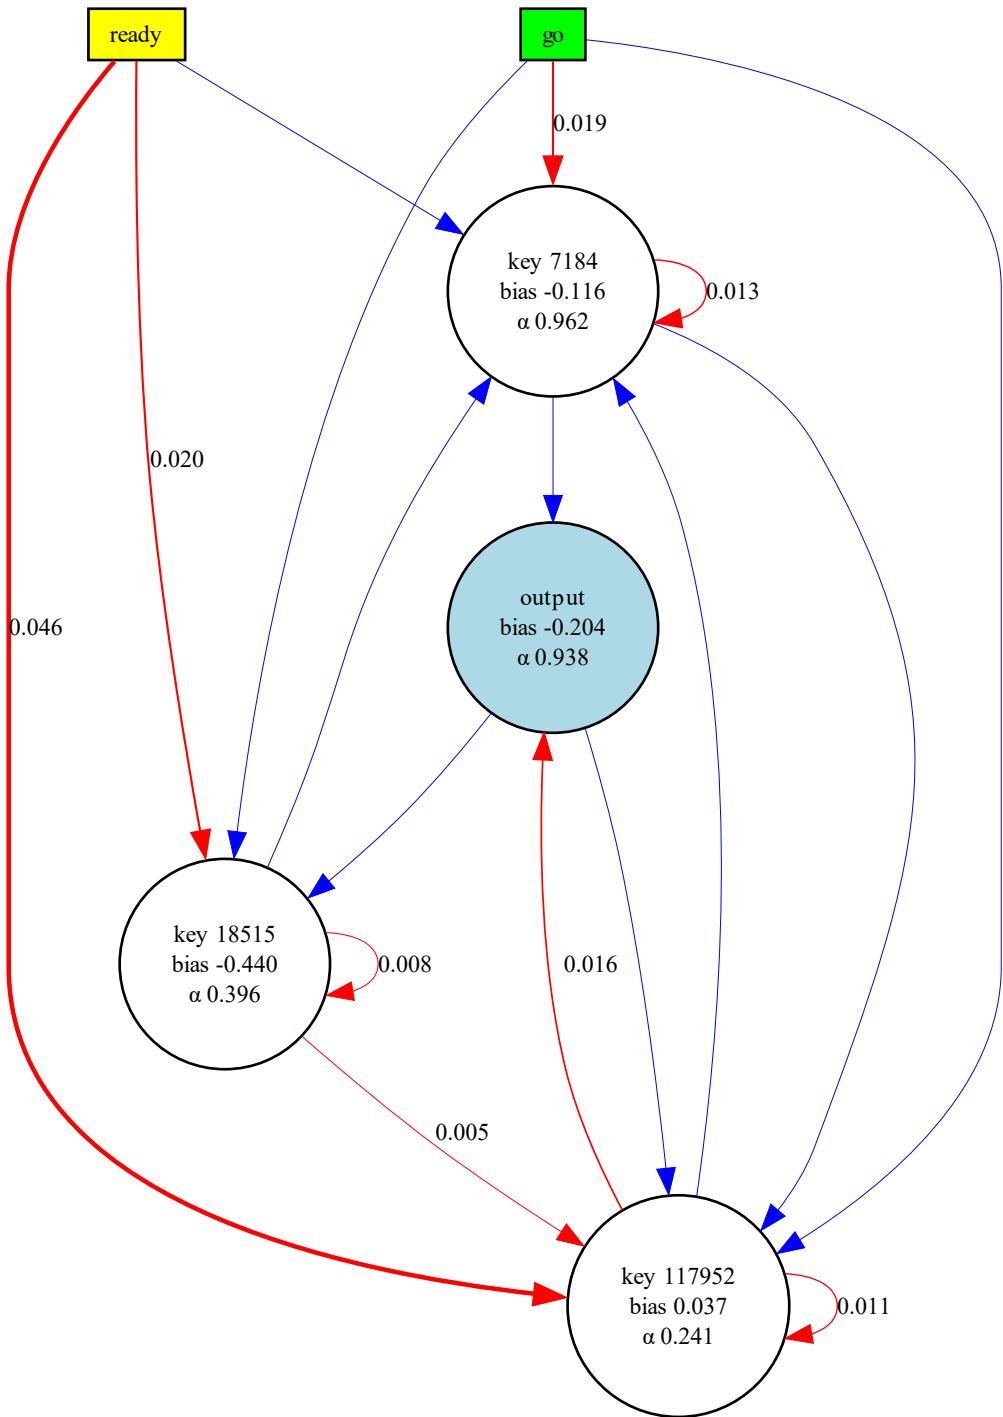 ready
go
0.019
key 7184
bias -0.116
α 0.962
0.013
0.020
output
bias -0.204
α 0.938
0.046
key 18515
bias -0.440
α 0.396
0.008
0.016
0.005
key 117952
bias 0.037
α 0.241
0.011